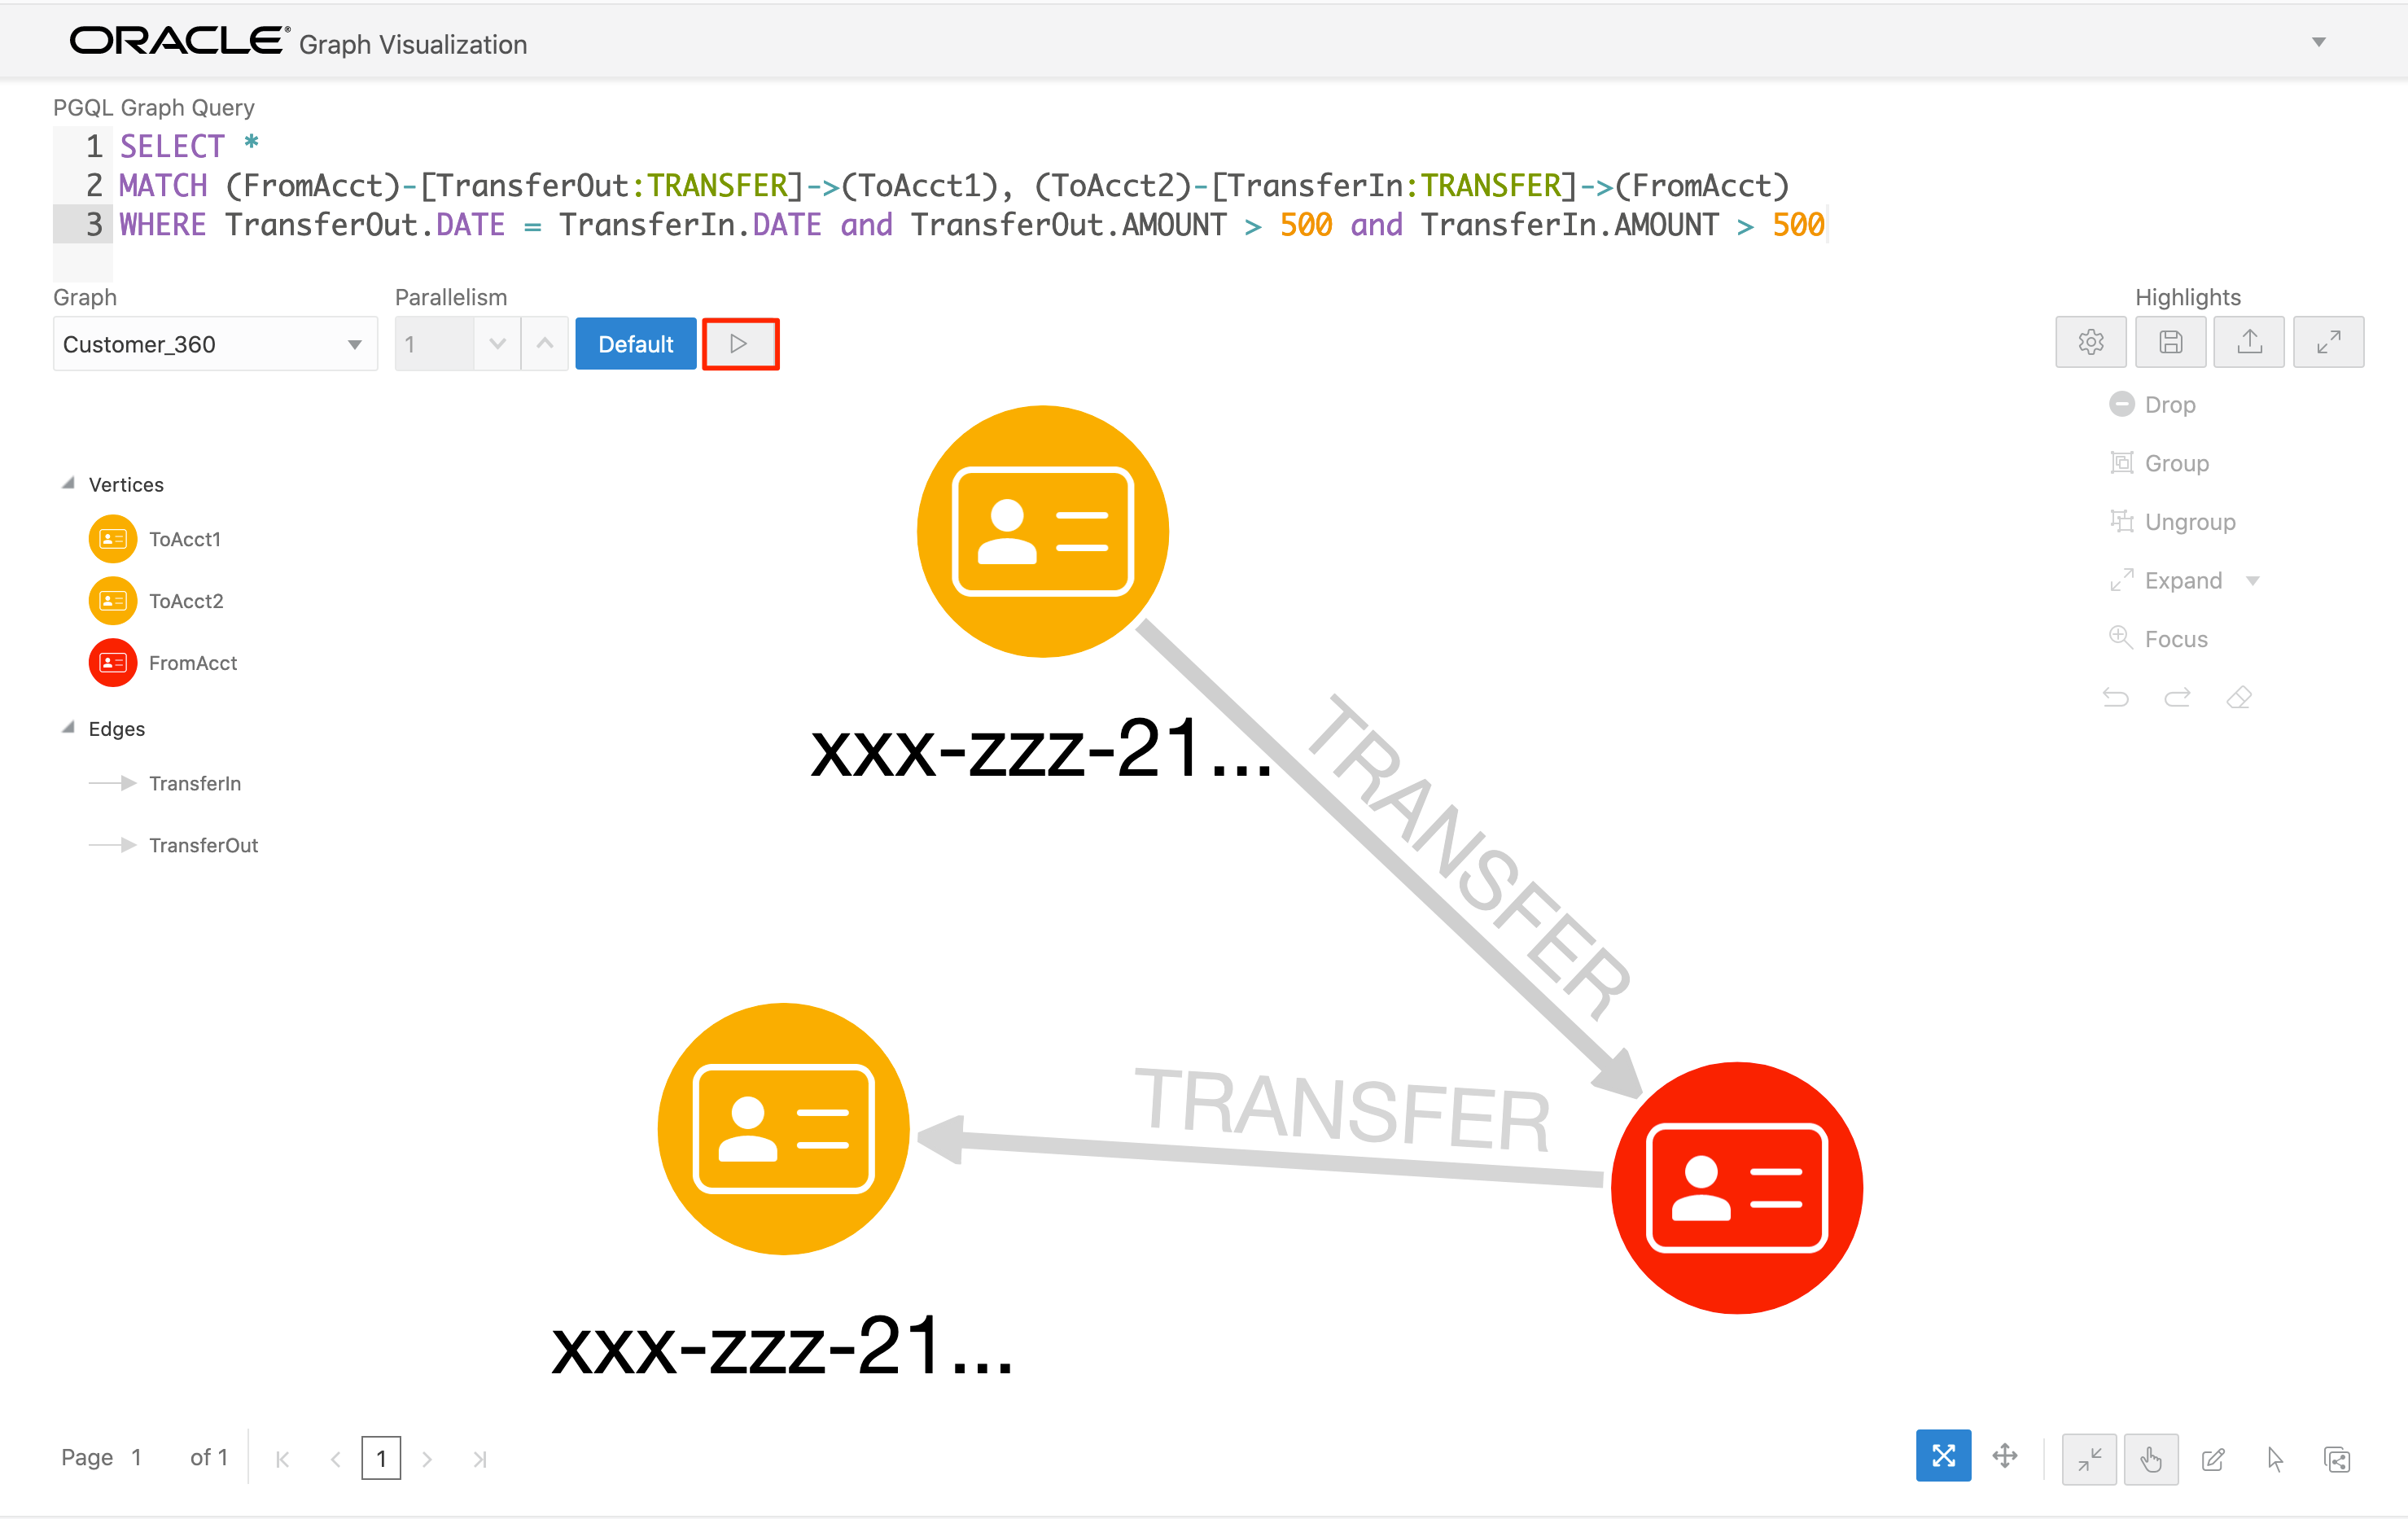 ORACLE® Graph Visualization
PGQL Graph Query
1 SELECT *
2 MATCH (FromAcct)-[TransferOut:TRANSFER]->(ToAcct1), (ToAcct2)-[TransferIn:TRANSFER]->(FromAcct)
3 WHERE TransferOut.DATE = TransferIn.DATE and TransferOut.AMOUNT > 500 and TransferIn.AMOUNT > 500
Graph
Parallelism
Highlights
Customer_360
1
Default
Drop
Group
Ungroup
Expand
Focus
Vertices
ToAcct1
ToAcct2
FromAcct
Edges
TransferIn
TransferOut
xxx-zzz-21...
TRANSFER
TRANSFER
xxx-zzz-21...
Page 1 of 1
1